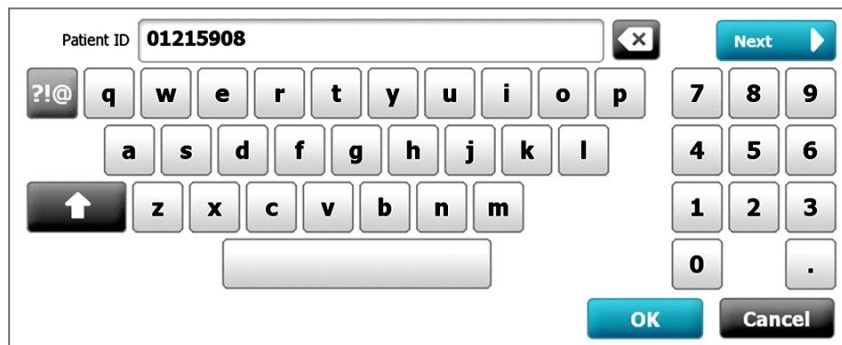 Patient ID 01215908 Next
?!@ q w e r t y u i o p 7 8 9
a s d f g h j k l 4 5 6
z x c v b n m 1 2 3
0 .
OK Cancel